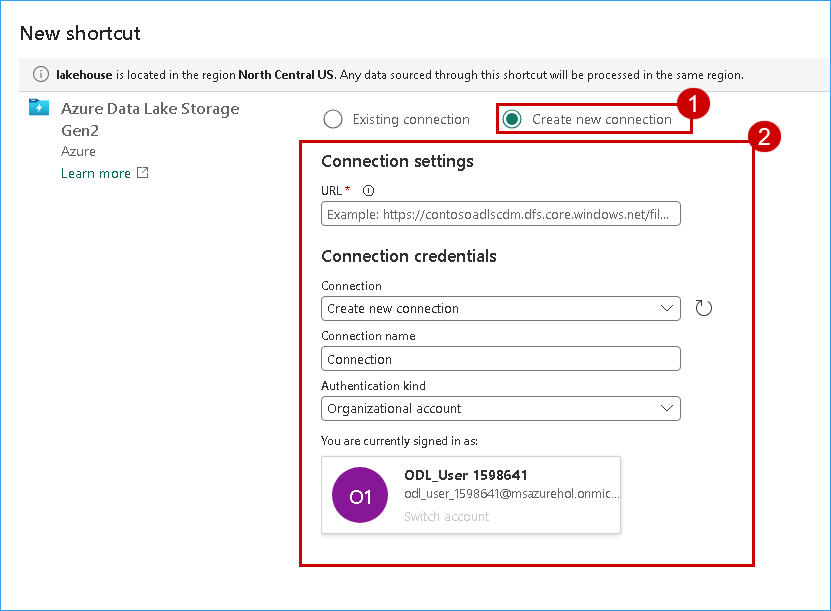 New shortcut
lakehouse is located in the region North Central US. Any data sourced through this shortcut will be processed in the same region.
Azure Data Lake Storage
Gen2
Azure
Learn more
Existing connection
Create new connection
1
2
Connection settings
URL *
Example: https://contosoadlscdm.dfs.core.windows.net/fil...
Connection credentials
Connection
Create new connection
Connection name
Connection
Authentication kind
Organizational account
You are currently signed in as:
O1
ODL_User 1598641
odl_user_1598641@msazurehol.onmic...
Switch account